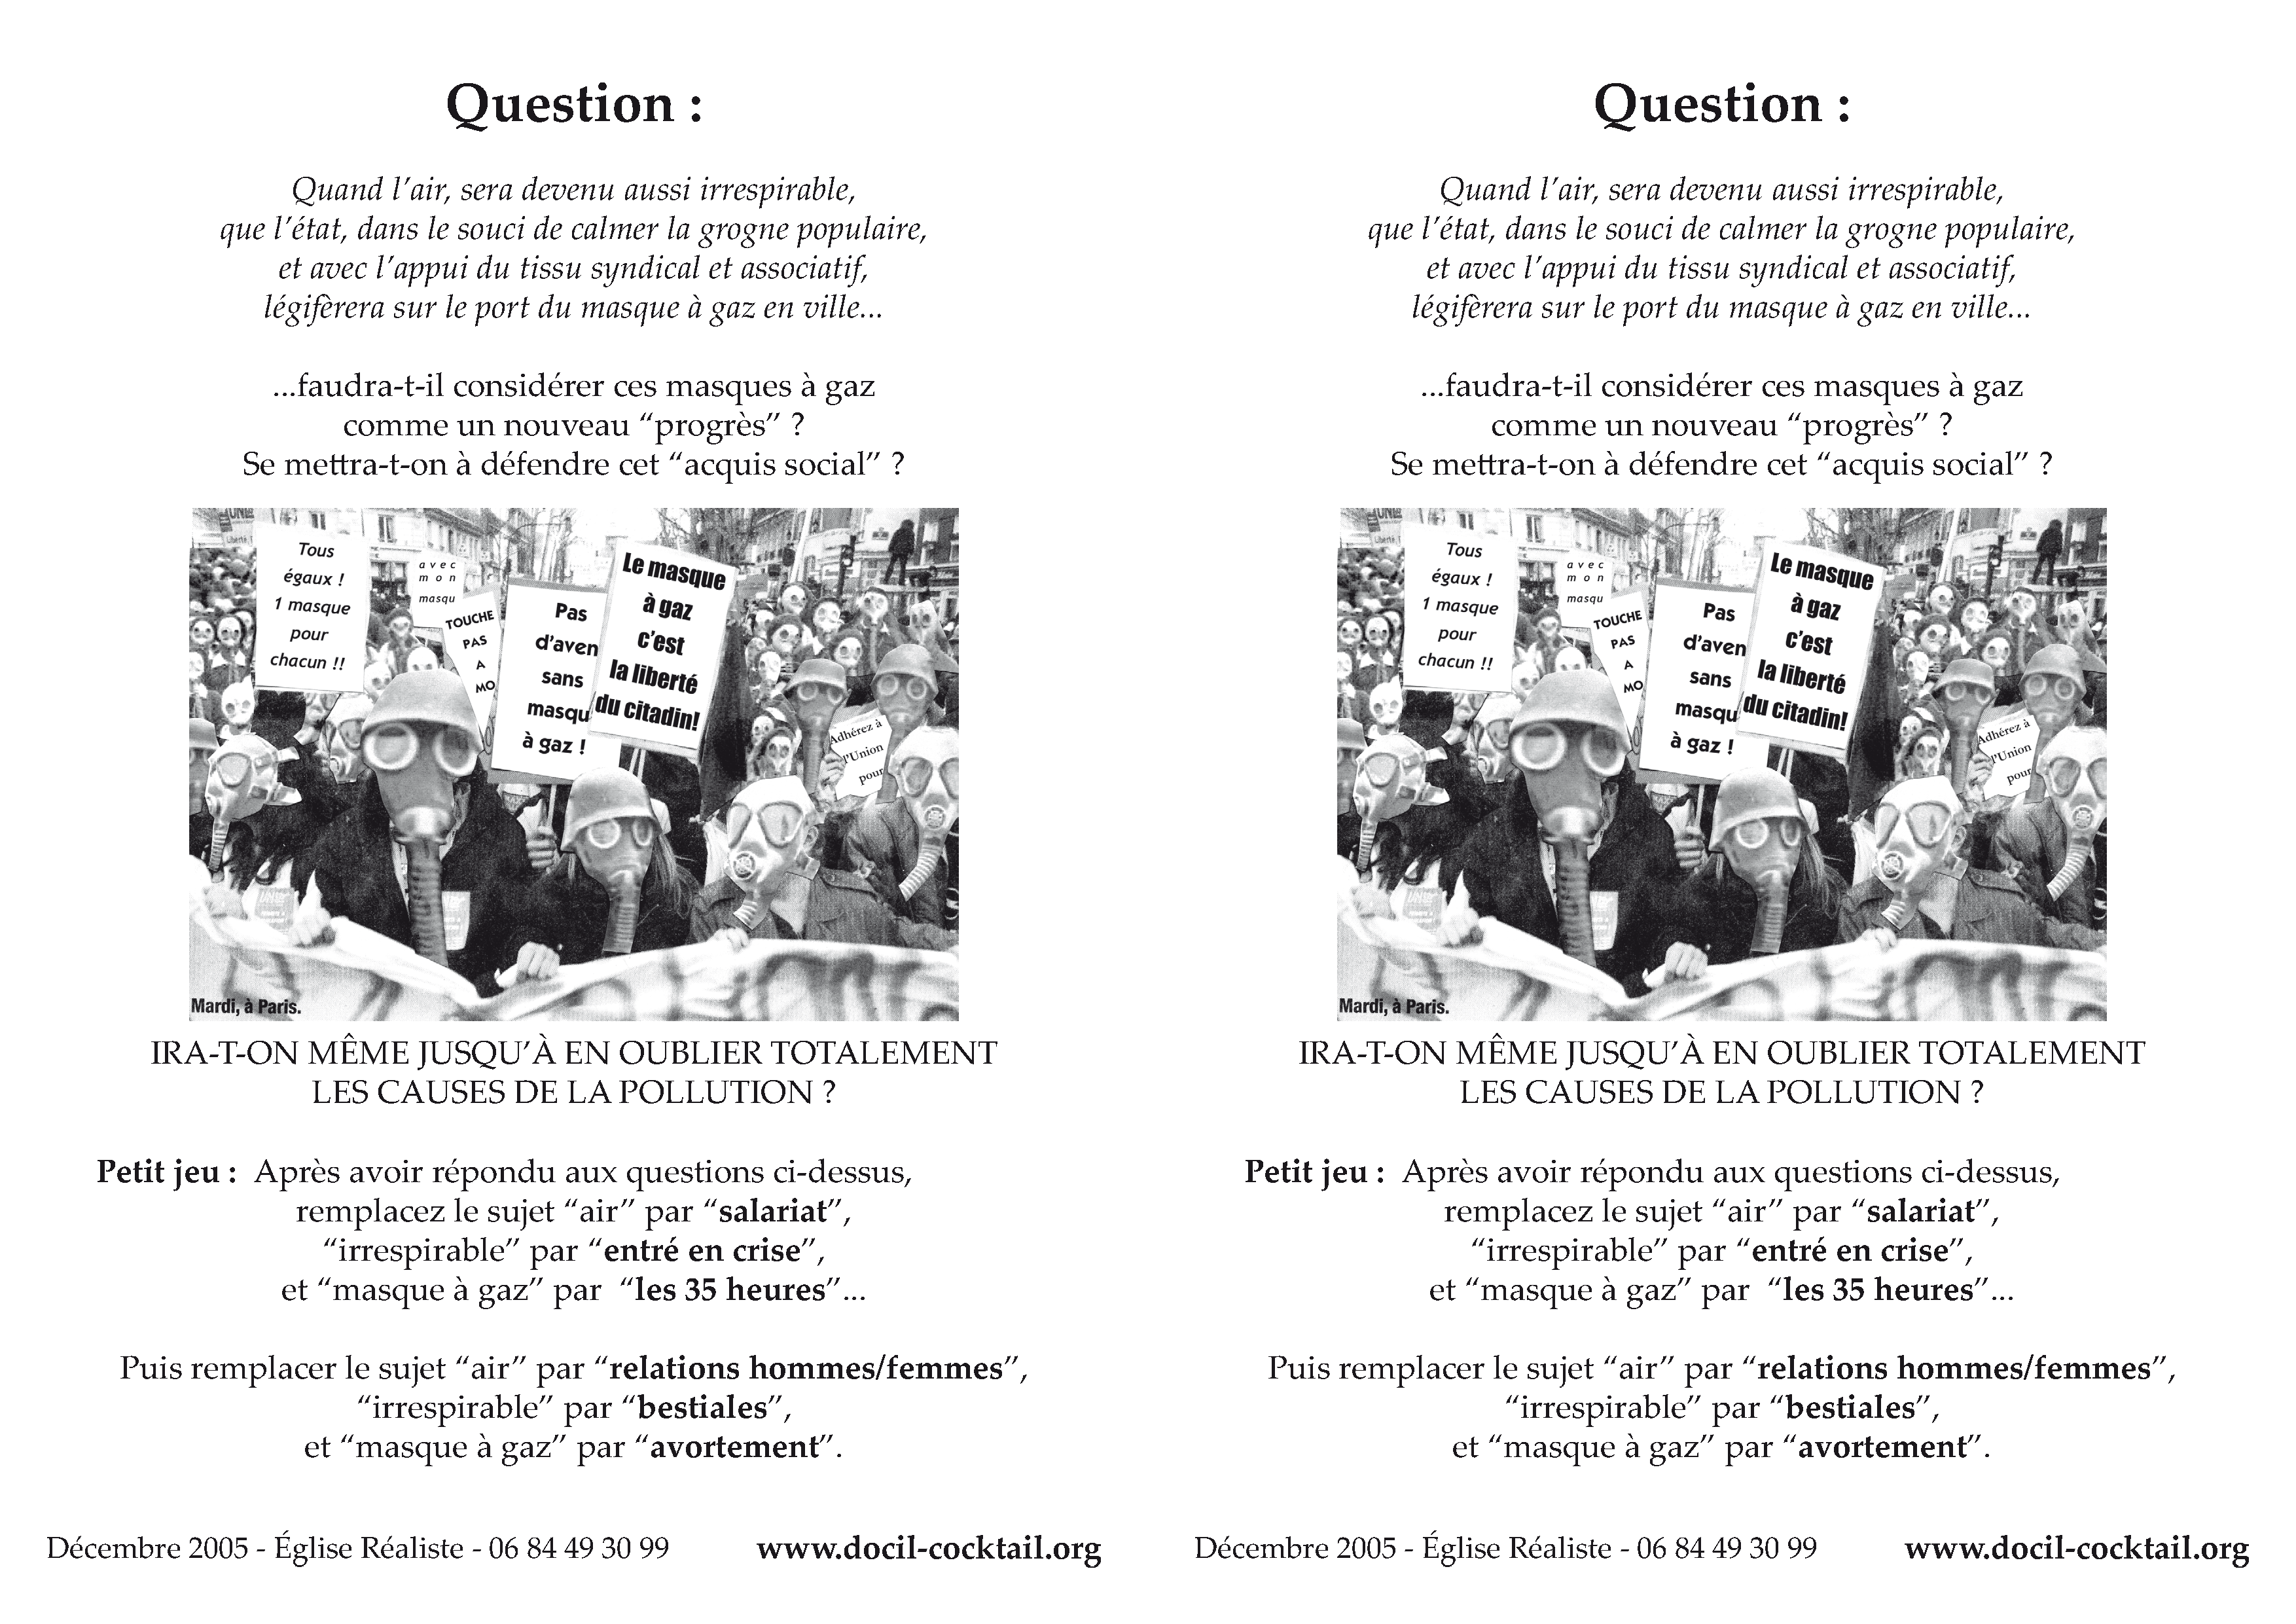 Question :
Quand l’air, sera devenu aussi irrespirable,
que l’état, dans le souci de calmer la grogne populaire,
et avec l’appui du tissu syndical et associatif,
légifèrera sur le port du masque à gaz en ville...
...faudra-t-il considérer ces masques à gaz
comme un nouveau “progrès” ?
Se mettra-t-on à défendre cet “acquis social” ?
Tous
égaux !
1 masque
pour
chacun !!
avec
mon
masqu
TOUCHE
PAS
A
MO
Pas
d’aven
sans
masqu
à gaz !
Le masque
à gaz
c’est
la liberté
du citadin!
Adhérez à
l’Union
pour
Mardi, à Paris.
IRA-T-ON MÊME JUSQU’À EN OUBLIER TOTALEMENT
LES CAUSES DE LA POLLUTION ?
Petit jeu : Après avoir répondu aux questions ci-dessus,
remplacez le sujet “air” par “salariat”,
“irrespirable” par “entré en crise”,
et “masque à gaz” par “les 35 heures”...
Puis remplacer le sujet “air” par “relations hommes/femmes”,
“irrespirable” par “bestiales”,
et “masque à gaz” par “avortement”.
Décembre 2005 - Église Réaliste - 06 84 49 30 99 www.docil-cocktail.org
Question :
Quand l’air, sera devenu aussi irrespirable,
que l’état, dans le souci de calmer la grogne populaire,
et avec l’appui du tissu syndical et associatif,
légifèrera sur le port du masque à gaz en ville...
...faudra-t-il considérer ces masques à gaz
comme un nouveau “progrès” ?
Se mettra-t-on à défendre cet “acquis social” ?
Tous
égaux !
1 masque
pour
chacun !!
avec
mon
masqu
TOUCHE
PAS
A
MO
Pas
d’aven
sans
masqu
à gaz !
Le masque
à gaz
c’est
la liberté
du citadin!
Adhérez à
l’Union
pour
Mardi, à Paris.
IRA-T-ON MÊME JUSQU’À EN OUBLIER TOTALEMENT
LES CAUSES DE LA POLLUTION ?
Petit jeu : Après avoir répondu aux questions ci-dessus,
remplacez le sujet “air” par “salariat”,
“irrespirable” par “entré en crise”,
et “masque à gaz” par “les 35 heures”...
Puis remplacer le sujet “air” par “relations hommes/femmes”,
“irrespirable” par “bestiales”,
et “masque à gaz” par “avortement”.
Décembre 2005 - Église Réaliste - 06 84 49 30 99 www.docil-cocktail.org